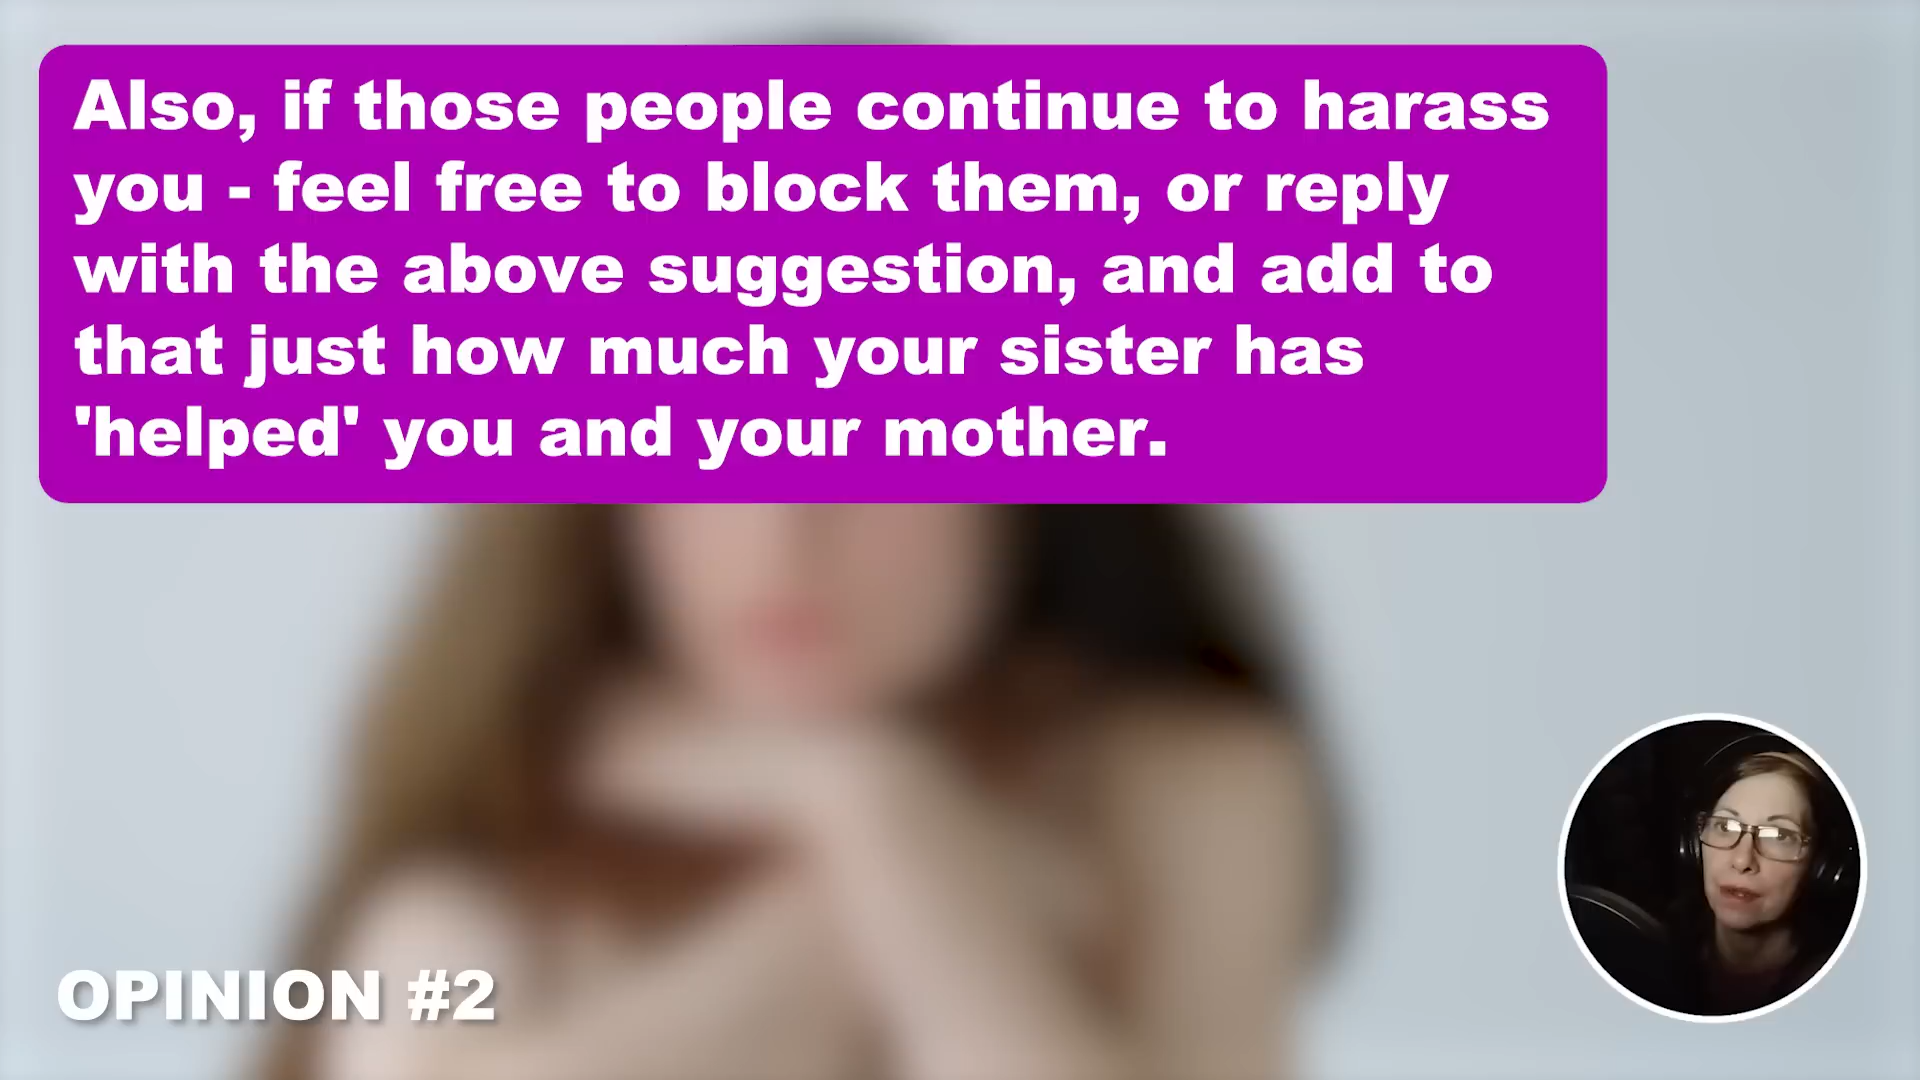 Also, if those people continue to harass
you - feel free to block them, or reply
with the above suggestion, and add to
that just how much your sister has
'helped' you and your mother.
OPINION #2